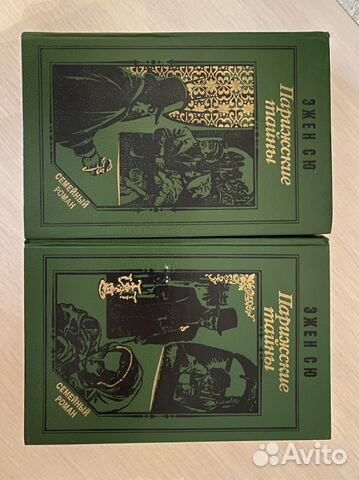 ЭЖЕН СЮ
Парижские
тайны
СЕМЕЙНЫЙ
РОМАН
ЭЖЕН СЮ
Парижские
тайны
СЕМЕЙНЫЙ
РОМАН
Avito